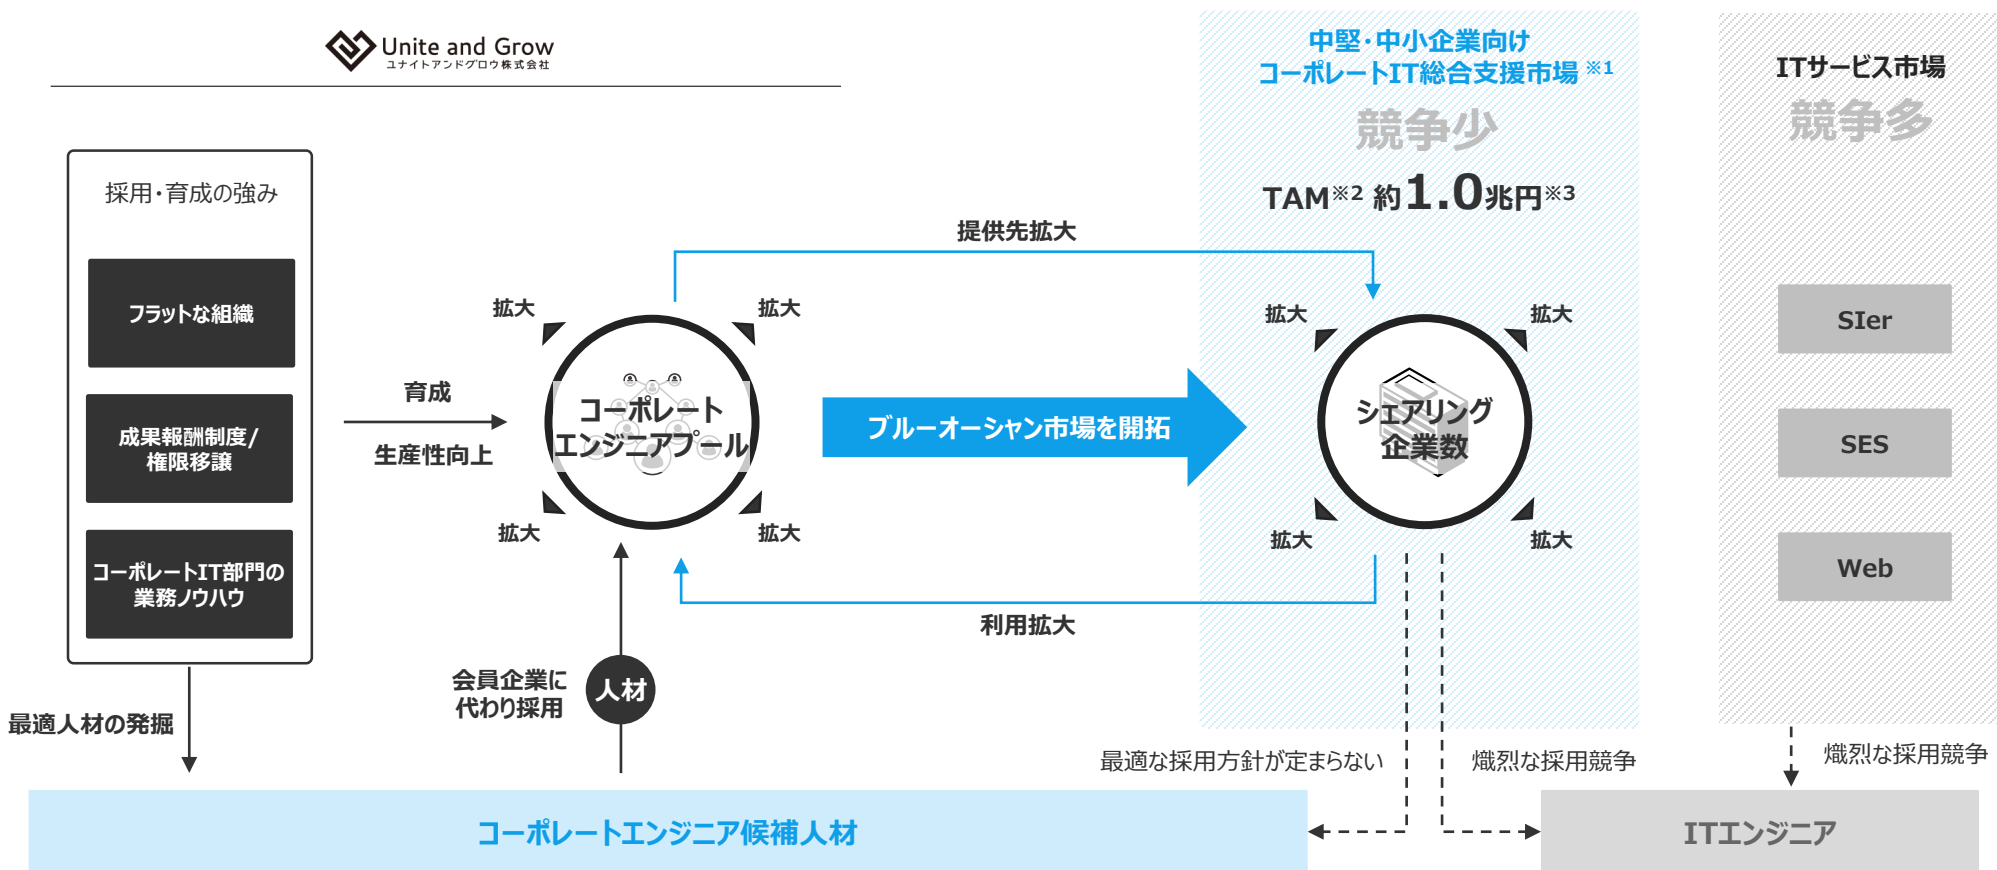 Unite and Grow
ユナイトアンドグロウ株式会社
中堅・中小企業向け
コーポレートIT総合支援市場 ※1
競争少
TAM※2 約1.0兆円※3
ITサービス市場
競争多
採用・育成の強み
フラットな組織
成果報酬制度/
権限移譲
コーポレートIT部門の
業務ノウハウ
育成
生産性向上
提供先拡大
拡大
拡大
コーポレート
エンジニアプール
拡大
拡大
ブルーオーシャン市場を開拓
拡大
拡大
シェアリング
企業数
拡大
拡大
SIer
SES
Web
利用拡大
会員企業に
代わり採用
人材
最適人材の発掘
最適な採用方針が定まらない
熾烈な採用競争
熾烈な採用競争
コーポレートエンジニア候補人材
ITエンジニア